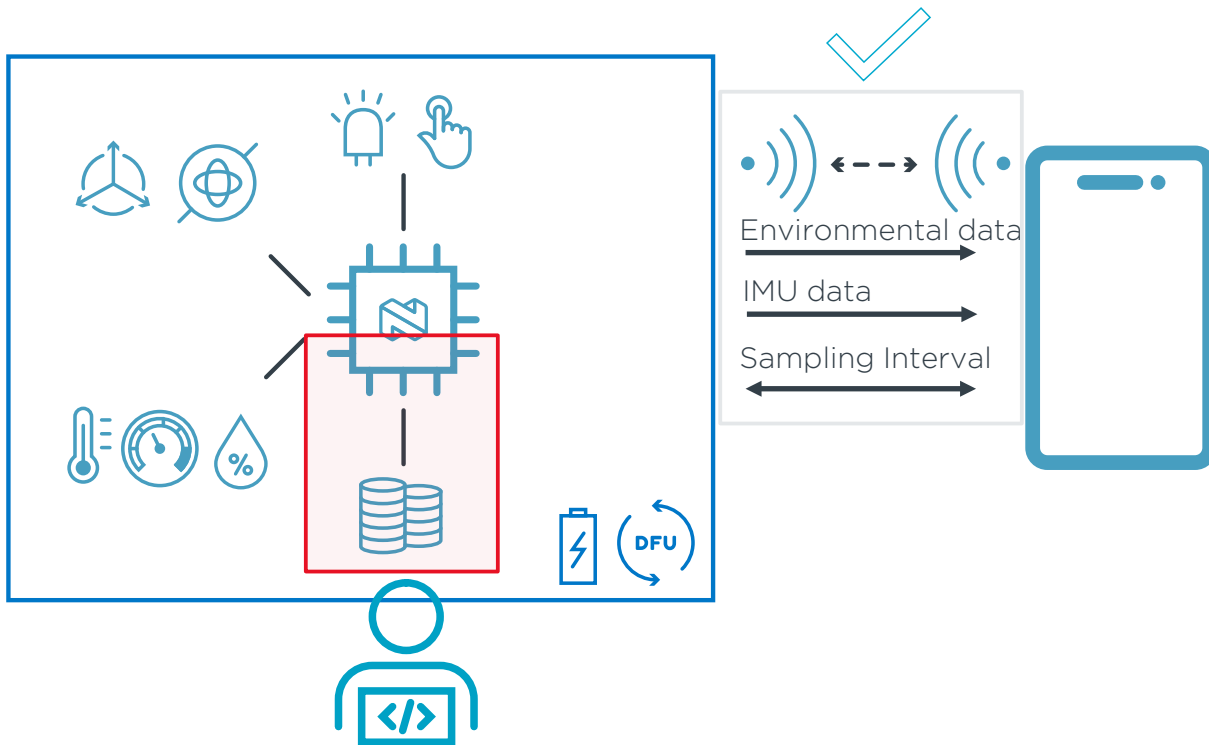 Environmental data
IMU data
Sampling Interval
%
DFU
</>